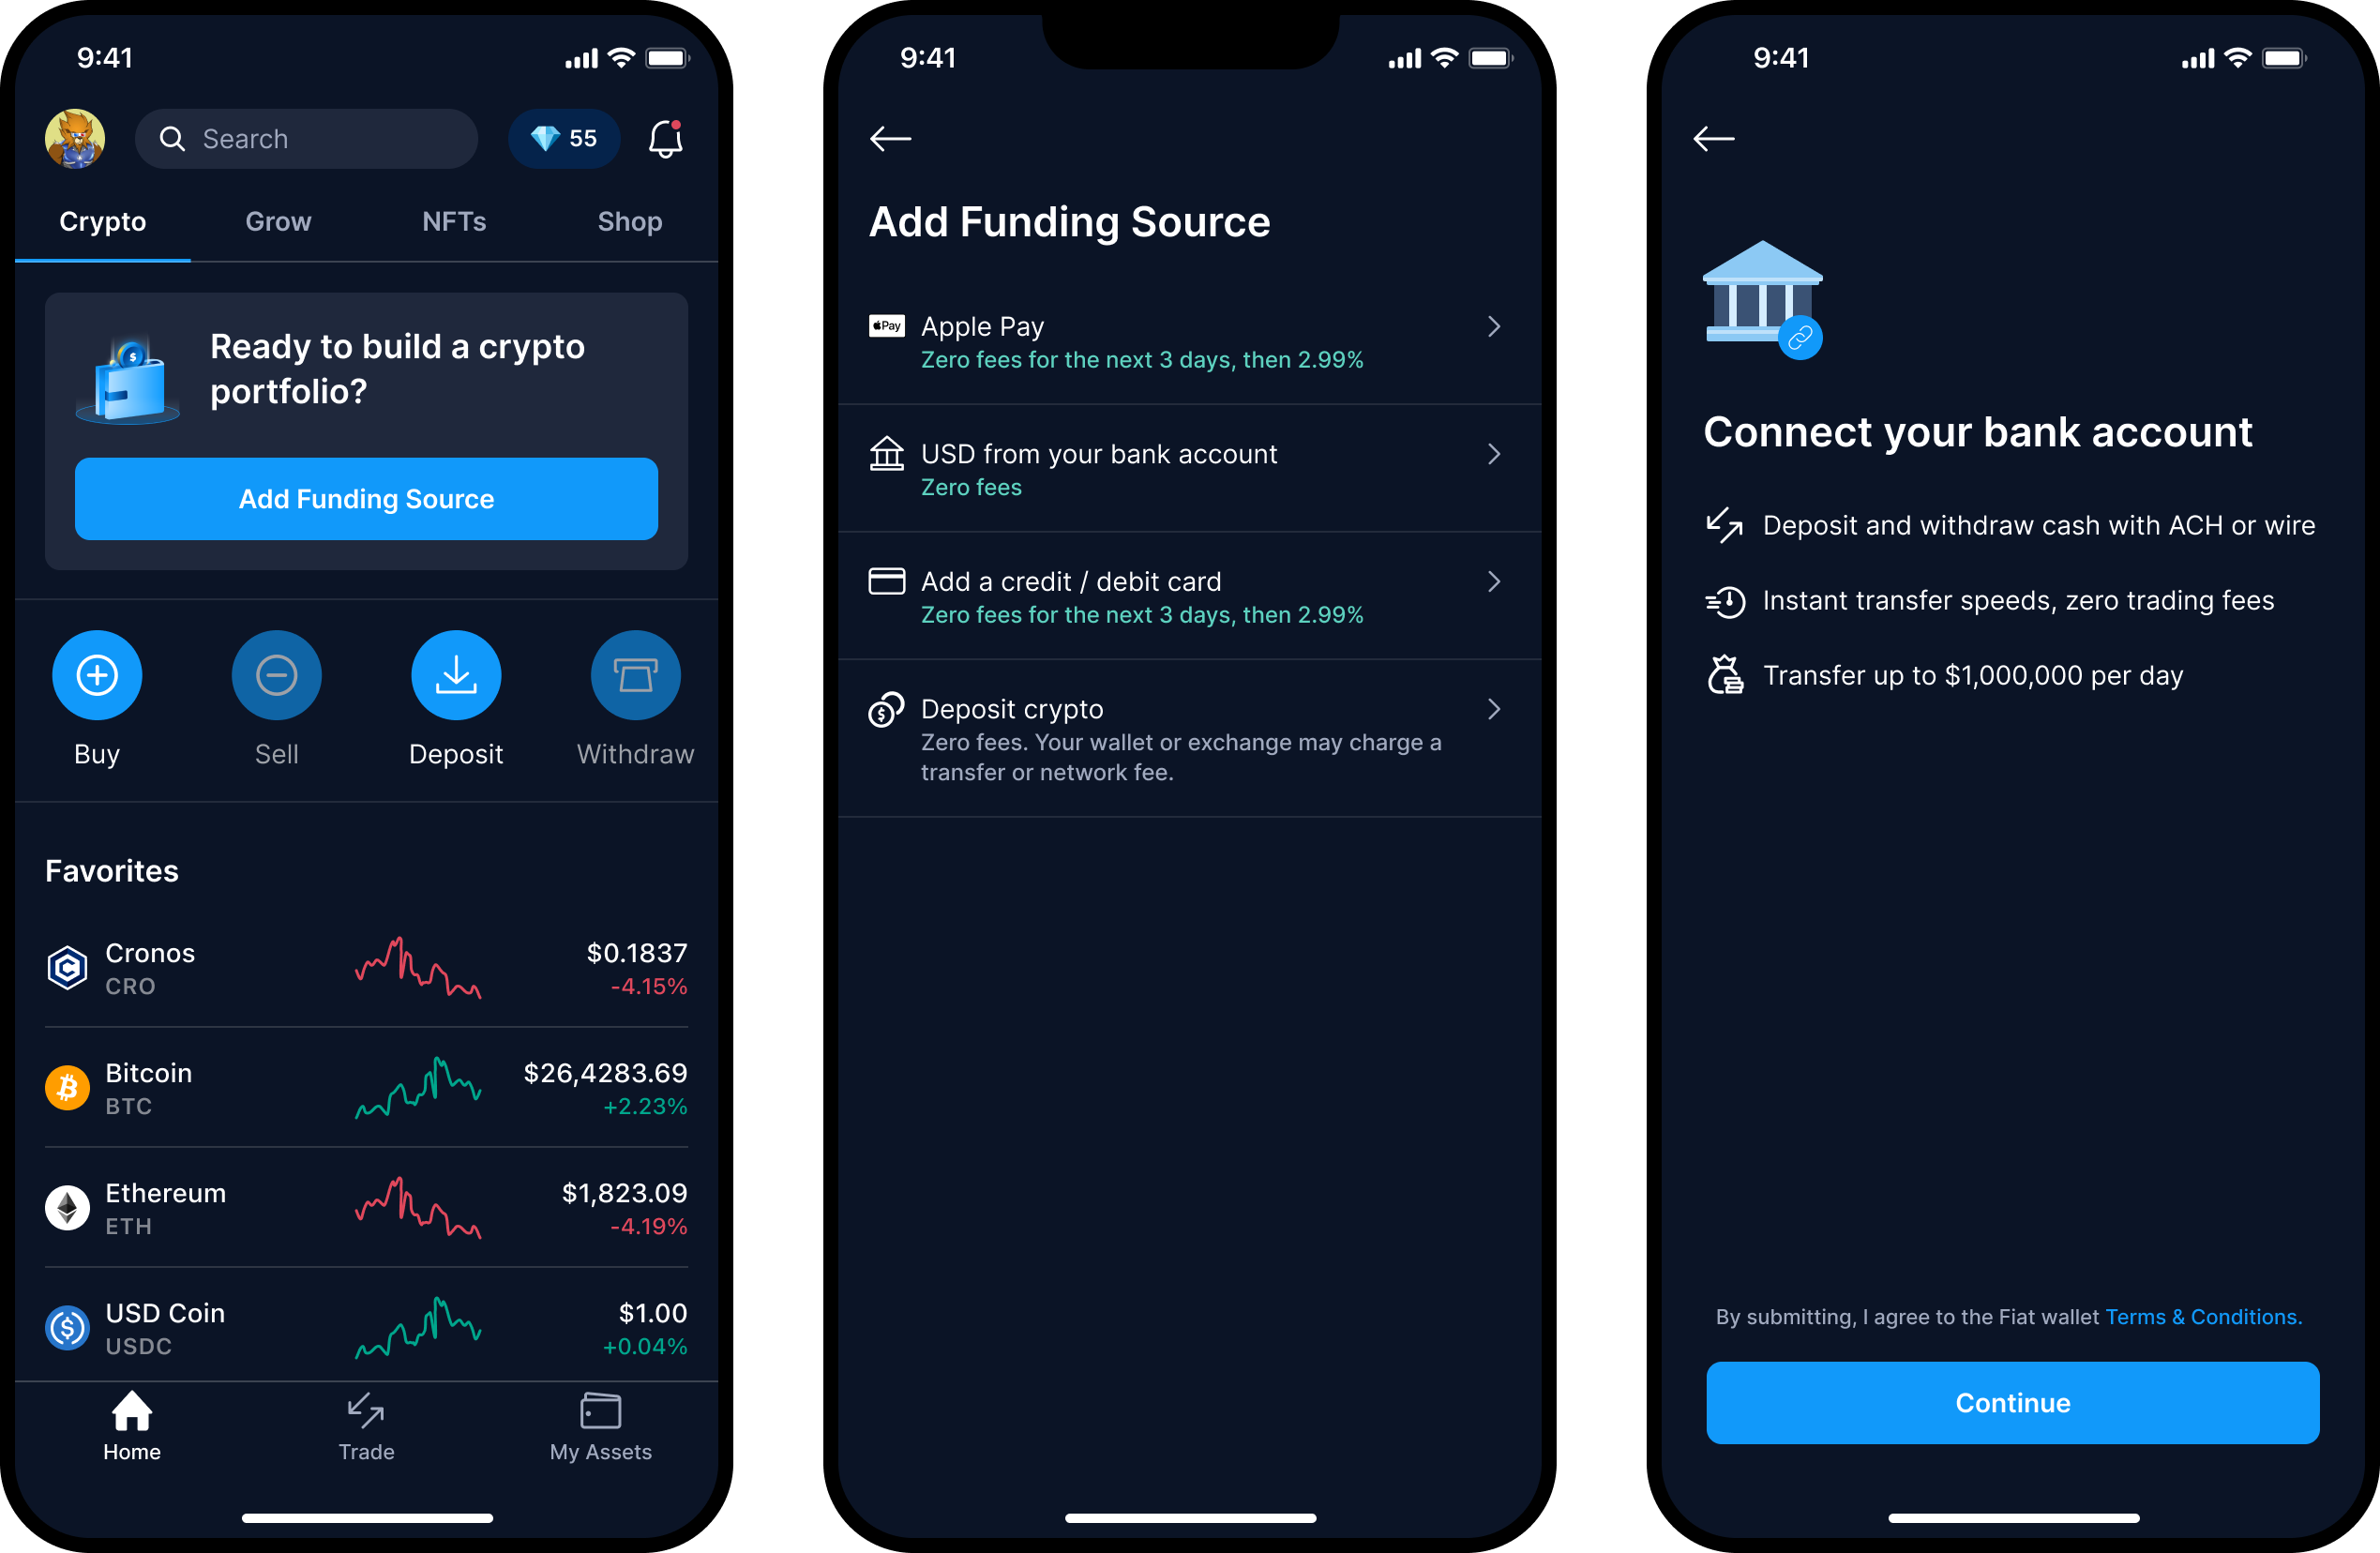 9:41
Search
55
Crypto
Grow
NFTs
Shop
Ready to build a crypto
portfolio?
Add Funding Source
Buy
Sell
Deposit
Withdraw
Favorites
Cronos
$0.1837
CRO
-4.15%
Bitcoin
$26,4283.69
BTC
+2.23%
Ethereum
$1,823.09
ETH
-4.19%
USD Coin
$1.00
USDC
+0.04%
Home
Trade
My Assets
9:41
Add Funding Source
Pay
Apple Pay
Zero fees for the next 3 days, then 2.99%
USD from your bank account
Zero fees
Add a credit / debit card
Zero fees for the next 3 days, then 2.99%
Deposit crypto
Zero fees. Your wallet or exchange may charge a
transfer or network fee.
9:41
Connect your bank account
Deposit and withdraw cash with ACH or wire
Instant transfer speeds, zero trading fees
Transfer up to $1,000,000 per day
By submitting, I agree to the Fiat wallet Terms & Conditions.
Continue